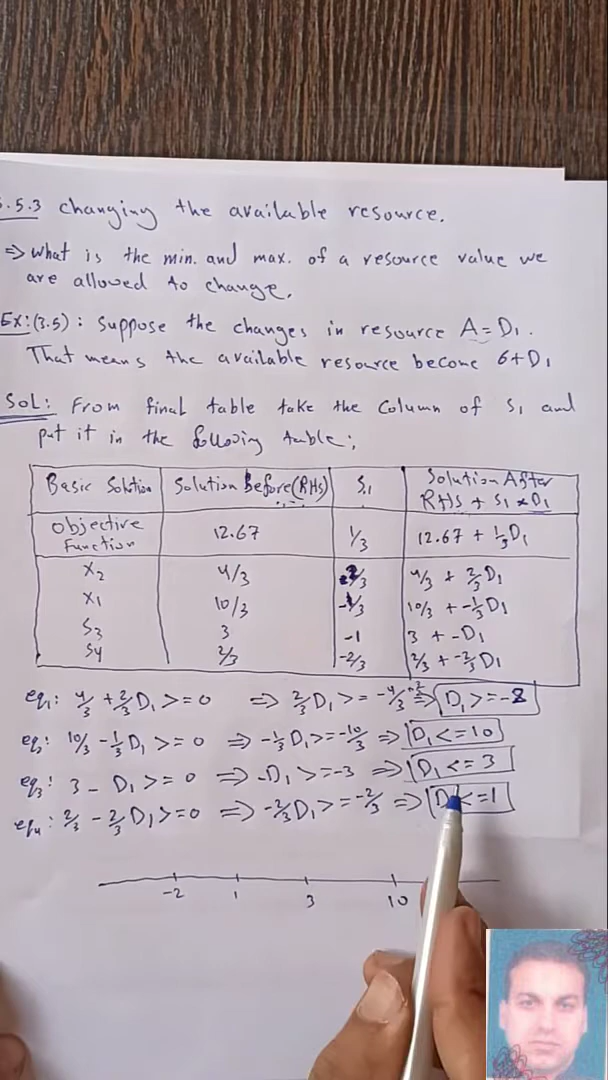 .5.3 changing the available resource.
⇒ what is the min. and max. of a resource value we
are allowed to change.
Ex:(3.5): Suppose the changes in resource A = D₁.
That means the available resource become 6+D₁
SOL: From final table take the Column of S₁ and
put it in the following table:
Basic Solution | Solution Before (RHS) | S₁ | Solution After RHS + S₁ * D₁
Objective Function | 12.67 | 1/3 | 12.67 + 1/3 D₁
X₂ | 4/3 | 2/3 | 4/3 + 2/3 D₁
X₁ | 10/3 | -1/3 | 10/3 + -1/3 D₁
S₃ | 3 | -1 | 3 + -D₁
S4 | 2/3 | -2/3 | 2/3 + -2/3 D₁
eq₁: 4/3 + 2/3 D₁ >= 0 ⇒ 2/3 D₁ >= -4/3 ⇒ D₁ >= -2
eq₂: 10/3 - 1/3 D₁ >= 0 ⇒ -1/3 D₁ >= -10/3 ⇒ D₁ <= 10
eq₃: 3 - D₁ >= 0 ⇒ -D₁ >= -3 ⇒ D₁ <= 3
eq₄: 2/3 - 2/3 D₁ >= 0 ⇒ -2/3 D₁ >= -2/3 ⇒ D <= 1
-2 1 3 10